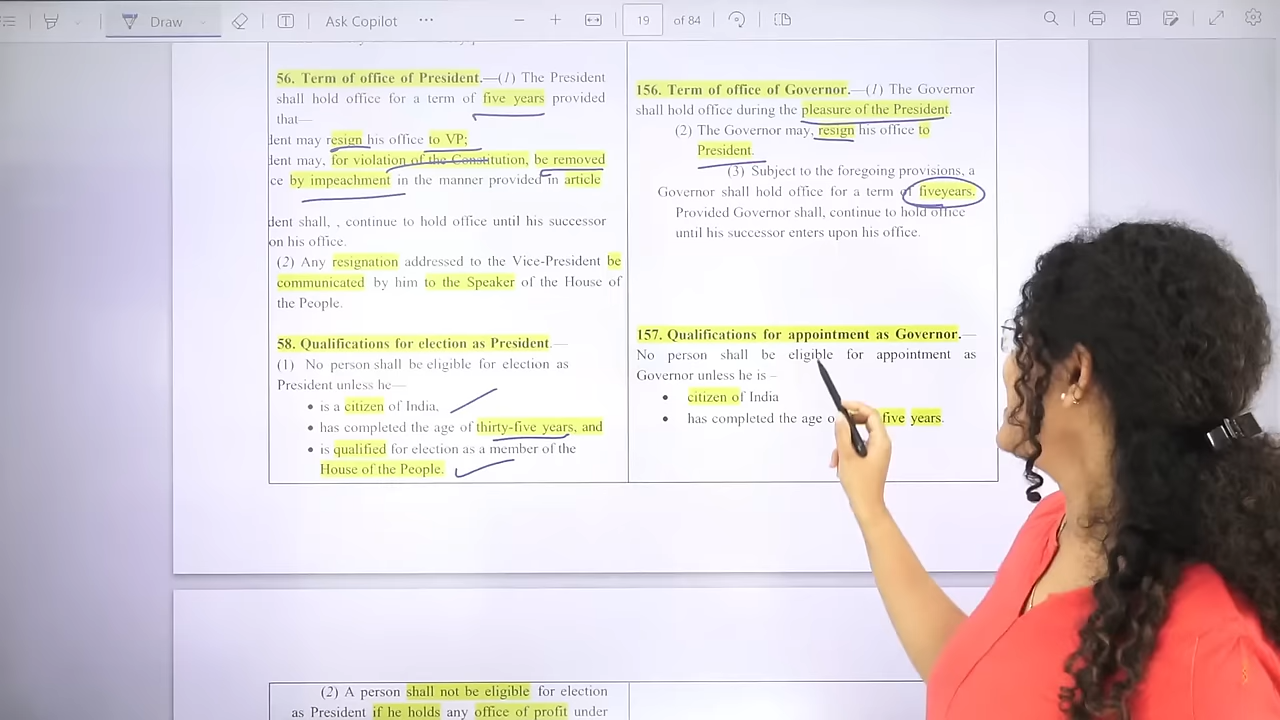 Draw
Ask Copilot
19 of 84
56. Term of office of President.—(1) The President
shall hold office for a term of five years provided
that—
dent may resign his office to VP;
dent may, for violation of the Constitution, be removed
ce by impeachment in the manner provided in article
dent shall, , continue to hold office until his successor
on his office.
(2) Any resignation addressed to the Vice-President be
communicated by him to the Speaker of the House of
the People.
58. Qualifications for election as President.—
(1) No person shall be eligible for election as
President unless he—
• is a citizen of India,
• has completed the age of thirty-five years, and
• is qualified for election as a member of the
House of the People.
156. Term of office of Governor.—(1) The Governor
shall hold office during the pleasure of the President.
(2) The Governor may, resign his office to
President.
(3) Subject to the foregoing provisions, a
Governor shall hold office for a term of fiveyears.
Provided Governor shall, continue to hold office
until his successor enters upon his office.
157. Qualifications for appointment as Governor.—
No person shall be eligible for appointment as
Governor unless he is –
• citizen of India
• has completed the age o five years.
(2) A person shall not be eligible for election
as President if he holds any office of profit under